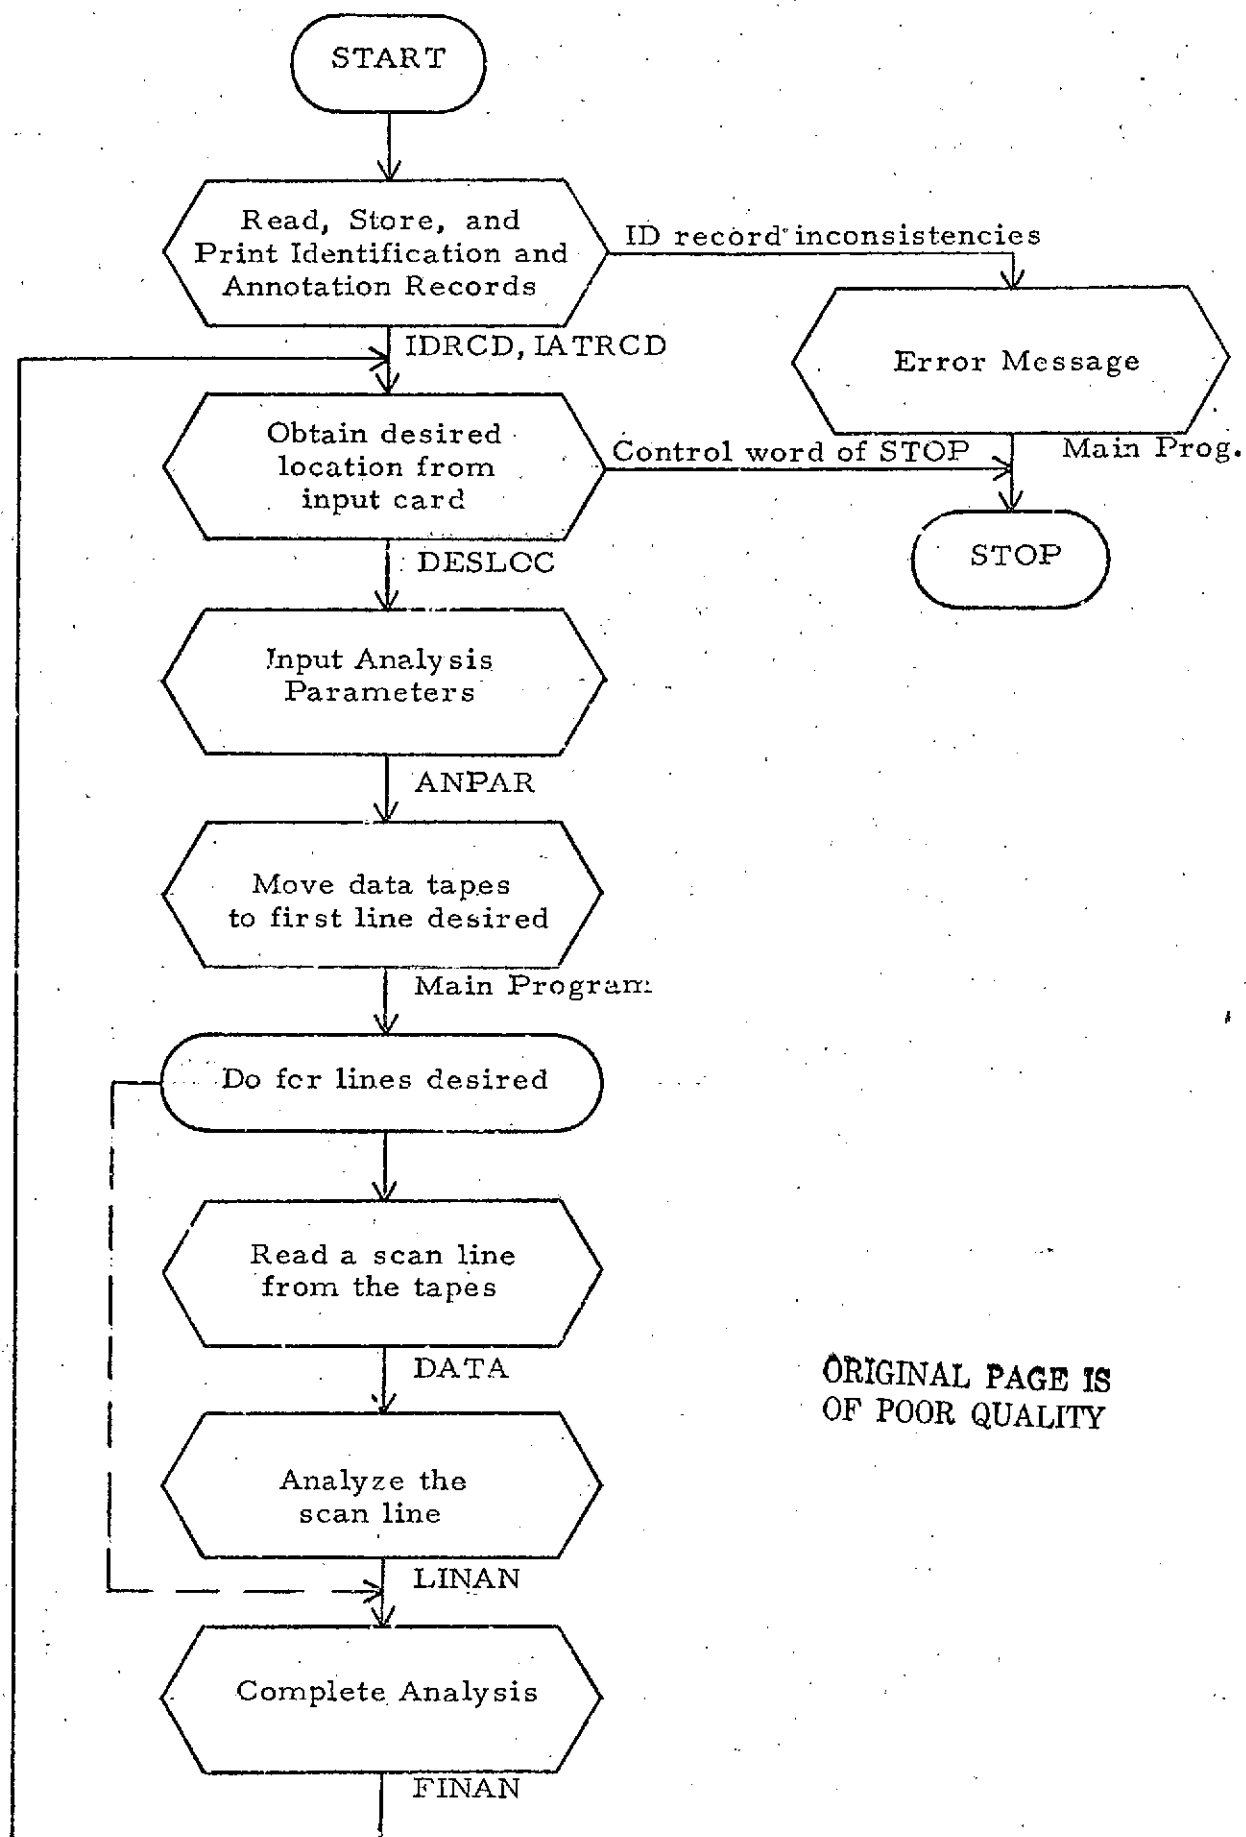 START
Read, Store, and
Print Identification and
Annotation Records
ID record inconsistencies
IDRCD, IATRCD
Error Message
Main Prog.
Obtain desired
location from
input card
Control word of STOP
STOP
DESLOC
Input Analysis
Parameters
ANPAR
Move data tapes
to first line desired
Main Program
Do for lines desired
Read a scan line
from the tapes
DATA
ORIGINAL PAGE IS
OF POOR QUALITY
Analyze the
scan line
LINAN
Complete Analysis
FINAN